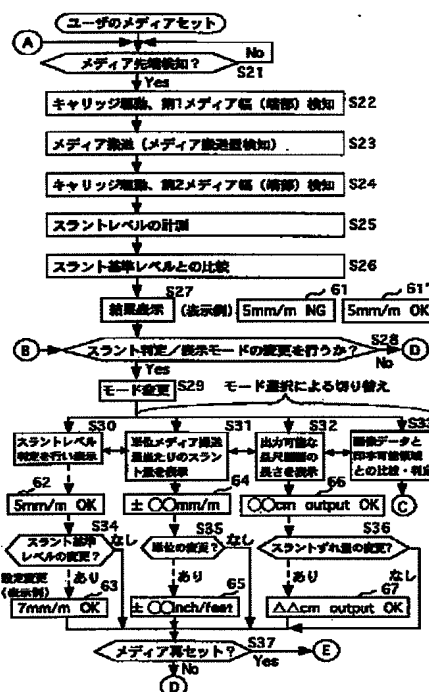 ユーザのメディアセット
A
No
メディア先端検知? S21
Yes
キャリッジ駆動、第1メディア幅(端部)検知 S22
メディア搬送(メディア搬送量検知) S23
キャリッジ駆動、第2メディア幅(端部)検知 S24
スラントレベルの計測 S25
スラント基準レベルとの比較 S26
S27 61 61'
結果表示 (表示例) 5mm/m NG 5mm/m OK
B スラント判定/表示モードの変更を行うか? S28 D
Yes No
モード変更 S29 モード選択による切り替え
S30 S31 S32 S33
スラントレベル判定を行い表示
単位メディア搬送量当たりのスラント量を表示
出力可能な長尺画面の長さを表示
画像データと印字可能領域との比較・判定
62 64 66 C
5mm/m OK ± ○○mm/m ○○cm output OK
S34 S35 S36
スラント基準レベルの変更? なし 単位の変更? なし スラントずれ量の変更?
あり あり あり なし
設定変更(表示例)
63 65 67
7mm/m OK ± ○○inch/feet △△cm output OK
S37
メディア再セット? Yes E
No
D